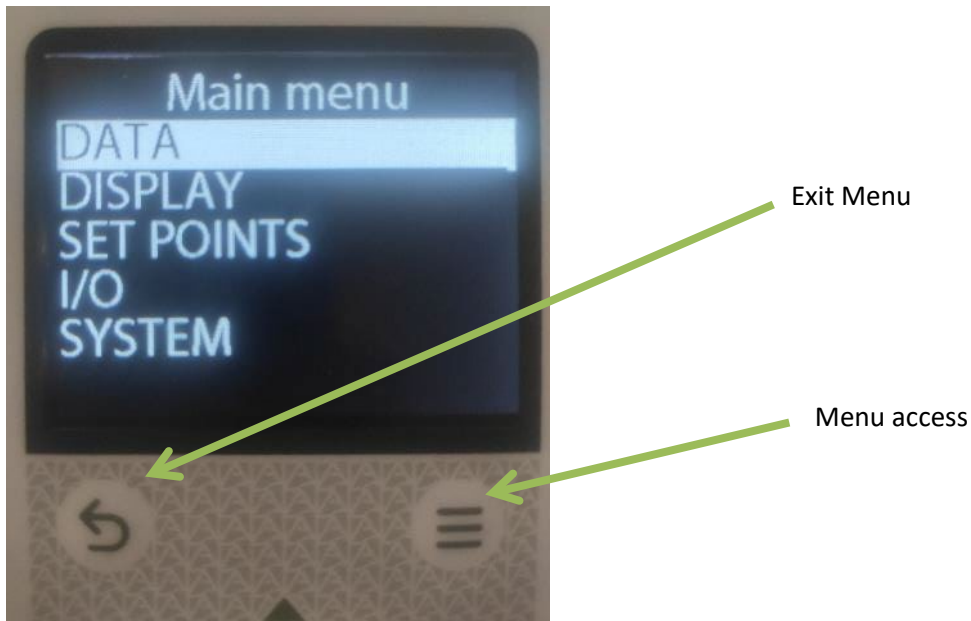 Main menu
DATA
DISPLAY
SET POINTS
I/O
SYSTEM
Exit Menu
Menu access